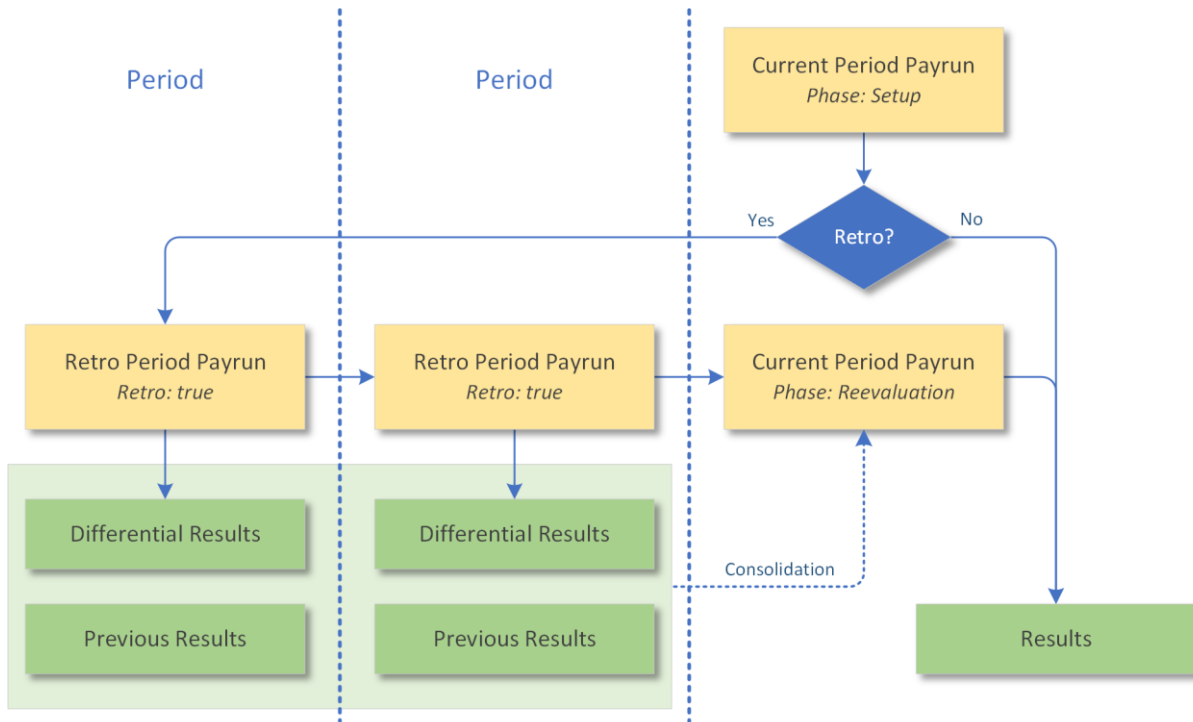 Period
Period
Current Period Payrun
Phase: Setup
Yes
Retro?
No
Retro Period Payrun
Retro: true
Retro Period Payrun
Retro: true
Current Period Payrun
Phase: Reevaluation
Differential Results
Differential Results
Consolidation
Previous Results
Previous Results
Results